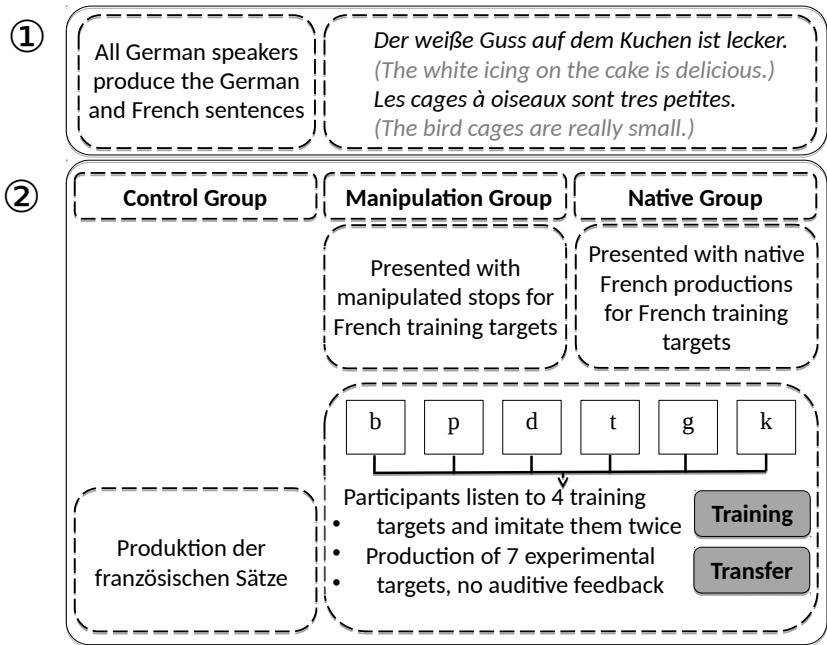 ①
All German speakers
produce the German
and French sentences
Der weiße Guss auf dem Kuchen ist lecker.
(The white icing on the cake is delicious.)
Les cages à oiseaux sont tres petites.
(The bird cages are really small.)
②
Control Group
Manipulation Group
Native Group
Presented with
manipulated stops for
French training targets
Presented with native
French productions
for French training
targets
b p d t g k
Participants listen to 4 training
• targets and imitate them twice
• Production of 7 experimental
• targets, no auditive feedback
Training
Transfer
Produktion der
französischen Sätze